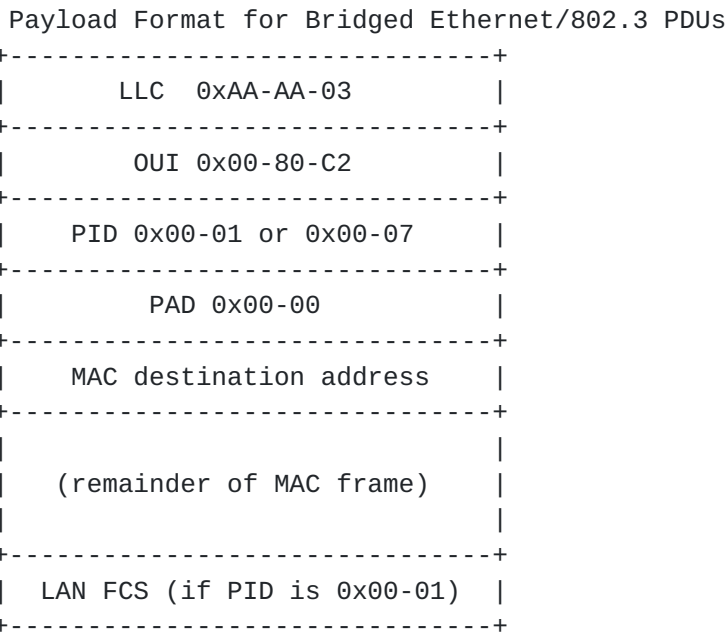 Payload Format for Bridged Ethernet/802.3 PDUs
+-------------------------------+
| LLC 0xAA-AA-03 |
+-------------------------------+
| OUI 0x00-80-C2 |
+-------------------------------+
| PID 0x00-01 or 0x00-07 |
+-------------------------------+
| PAD 0x00-00 |
+-------------------------------+
| MAC destination address |
+-------------------------------+
| |
| (remainder of MAC frame) |
| |
+-------------------------------+
| LAN FCS (if PID is 0x00-01) |
+-------------------------------+